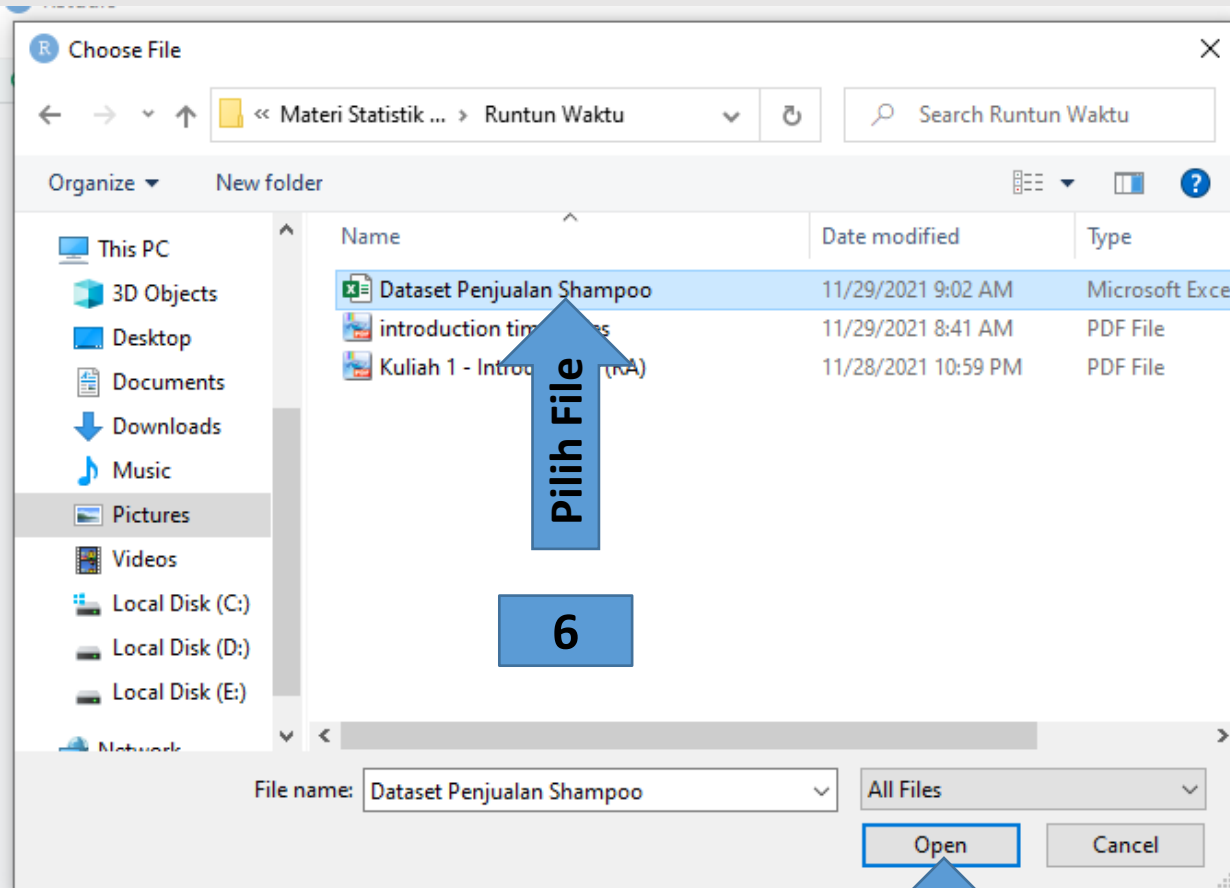 R Choose File
« Materi Statistik ... › Runtun Waktu
Search Runtun Waktu
Organize
New folder
?
Name Date modified Type
This PC
3D Objects
Desktop
Documents
Downloads
Music
Pictures
Videos
Local Disk (C:)
Local Disk (D:)
Local Disk (E:)
Network
Dataset Penjualan Shampoo 11/29/2021 9:02 AM Microsoft Exce
introduction 11/29/2021 8:41 AM PDF File
Kuliah 1 - 11/28/2021 10:59 PM PDF File
Pilih File
6
File name: Dataset Penjualan Shampoo All Files
Open Cancel